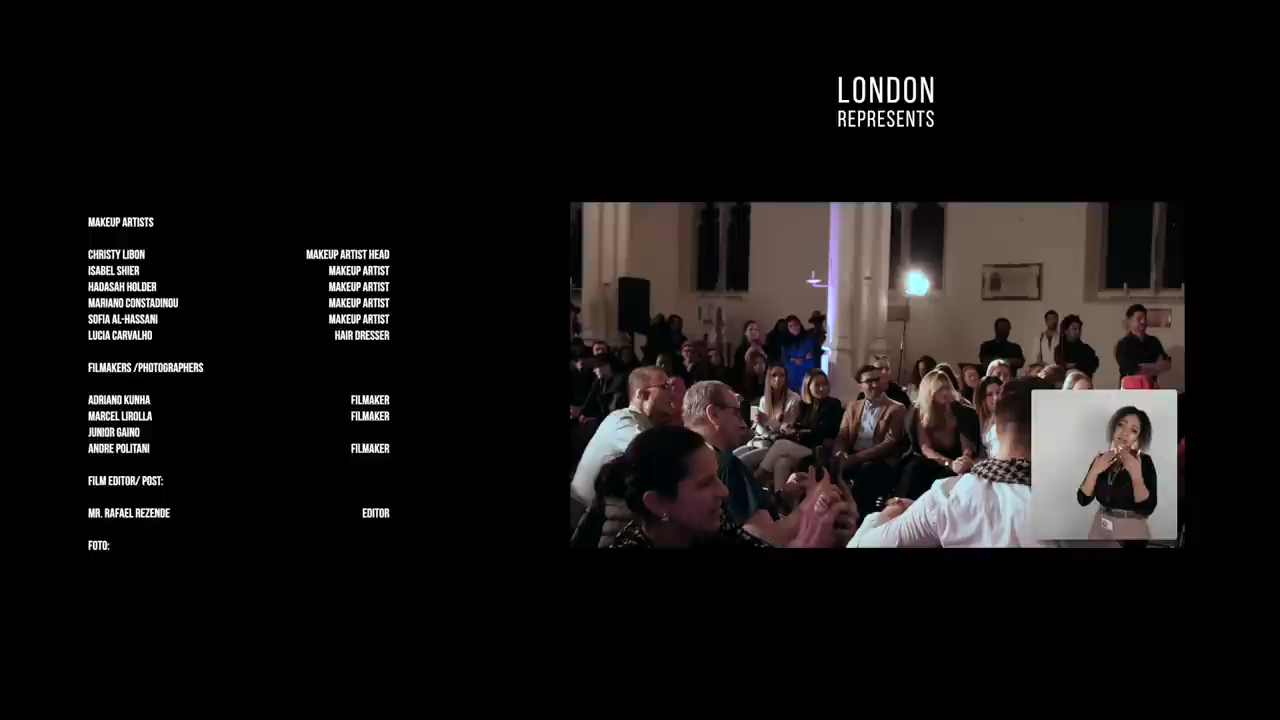 LONDON
REPRESENTS
MAKEUP ARTISTS
CHRISTY LIBON MAKEUP ARTIST HEAD
ISABEL SHIER MAKEUP ARTIST
HADASAH HOLDER MAKEUP ARTIST
MARIANO CONSTADINOU MAKEUP ARTIST
SOFIA AL-HASSANI MAKEUP ARTIST
LUCIA CARVALHO HAIR DRESSER
FILMAKERS /PHOTOGRAPHERS
ADRIANO KUNHA FILMAKER
MARCEL LIROLLA FILMAKER
JUNIOR GAINO
ANDRE POLITANI FILMAKER
FILM EDITOR/ POST:
MR. RAFAEL REZENDE EDITOR
FOTO: